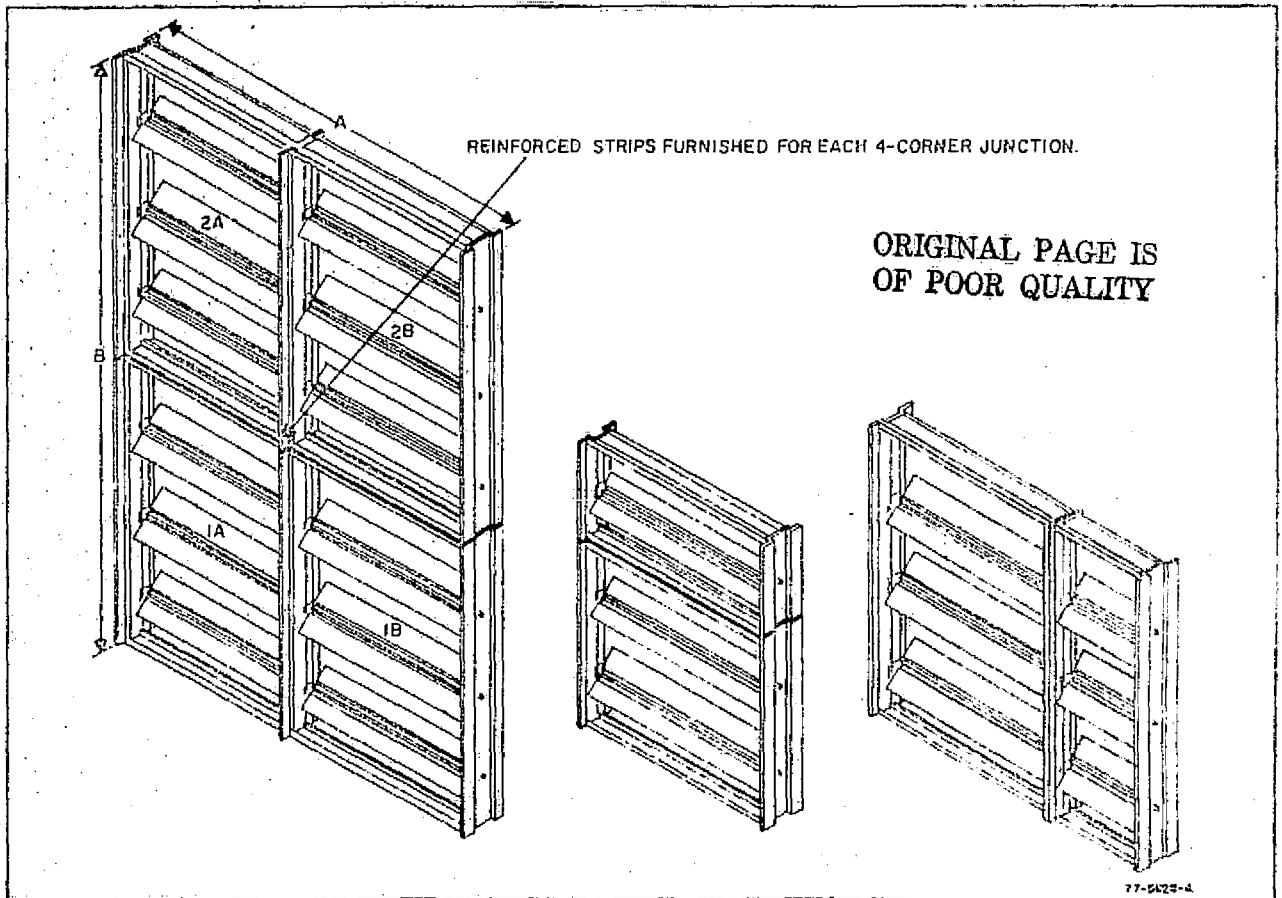 A
REINFORCED STRIPS FURNISHED FOR EACH 4-CORNER JUNCTION.
2A
ORIGINAL PAGE IS
OF POOR QUALITY
2B
B
1A
1B